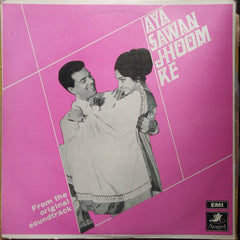 AYA
SAWAN
JHOOM
KE
From the
original
soundtrack
EMI
Angel